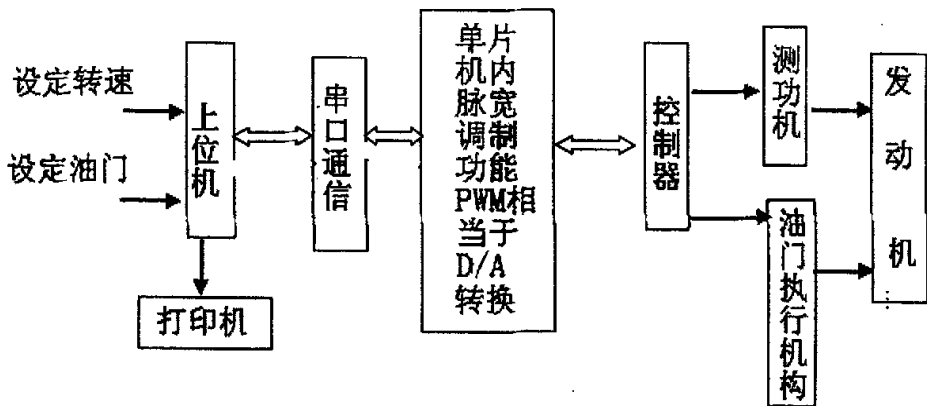 设定转速
设定油门
上位机
打印机
串口通信
单片
机内
脉宽
调制
功能
PWM相
当于
D/A
转换
控制器
测功机
油门执行机构
发动机